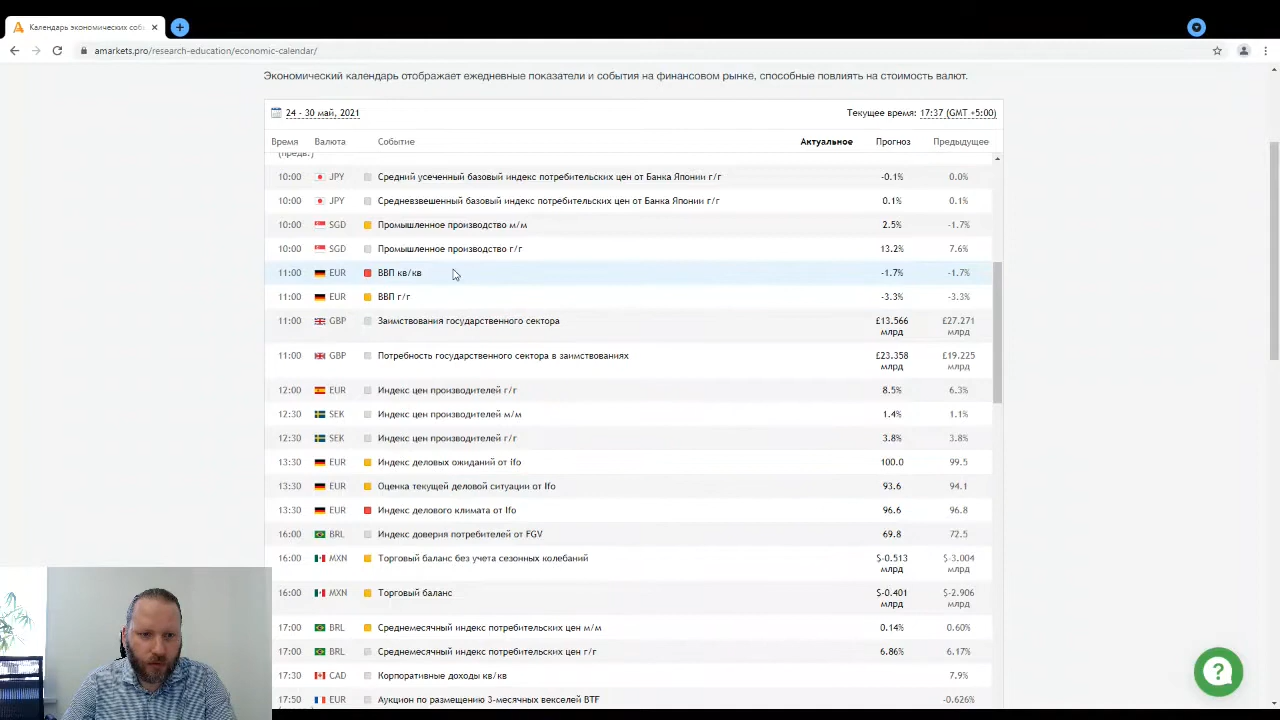 Календарь экономических соб
amarkets.pro/research-education/economic-calendar/
Экономический календарь отображает ежедневные показатели и события на финансовом рынке, способные повлиять на стоимость валют.
24 - 30 май, 2021 Текущее время: 17:37 (GMT +5:00)
Время Валюта Событие Актуальное Прогноз Предыдущее
(предв.)
10:00 JPY Средний усеченный базовый индекс потребительских цен от Банка Японии г/г -0.1% 0.0%
10:00 JPY Средневзвешенный базовый индекс потребительских цен от Банка Японии г/г 0.1% 0.1%
10:00 SGD Промышленное производство м/м 2.5% -1.7%
10:00 SGD Промышленное производство г/г 13.2% 7.6%
11:00 EUR ВВП кв/кв -1.7% -1.7%
11:00 EUR ВВП г/г -3.3% -3.3%
11:00 GBP Заимствования государственного сектора £13.566 £27.271
млрд млрд
11:00 GBP Потребность государственного сектора в заимствованиях £23.358 £19.225
млрд млрд
12:00 EUR Индекс цен производителей г/г 8.5% 6.3%
12:30 SEK Индекс цен производителей м/м 1.4% 1.1%
12:30 SEK Индекс цен производителей г/г 3.8% 3.8%
13:30 EUR Индекс деловых ожиданий от ifo 100.0 99.5
13:30 EUR Оценка текущей деловой ситуации от Ifo 93.6 94.1
13:30 EUR Индекс делового климата от Ifo 96.6 96.8
16:00 BRL Индекс доверия потребителей от FGV 69.8 72.5
16:00 MXN Торговый баланс без учета сезонных колебаний $-0.513 $-3.004
млрд млрд
16:00 MXN Торговый баланс $-0.401 $-2.906
млрд млрд
17:00 BRL Среднемесячный индекс потребительских цен м/м 0.14% 0.60%
17:00 BRL Среднемесячный индекс потребительских цен г/г 6.86% 6.17%
17:30 CAD Корпоративные доходы кв/кв 7.9%
17:50 EUR Аукцион по размещению 3-месячных векселей BTF -0.626%